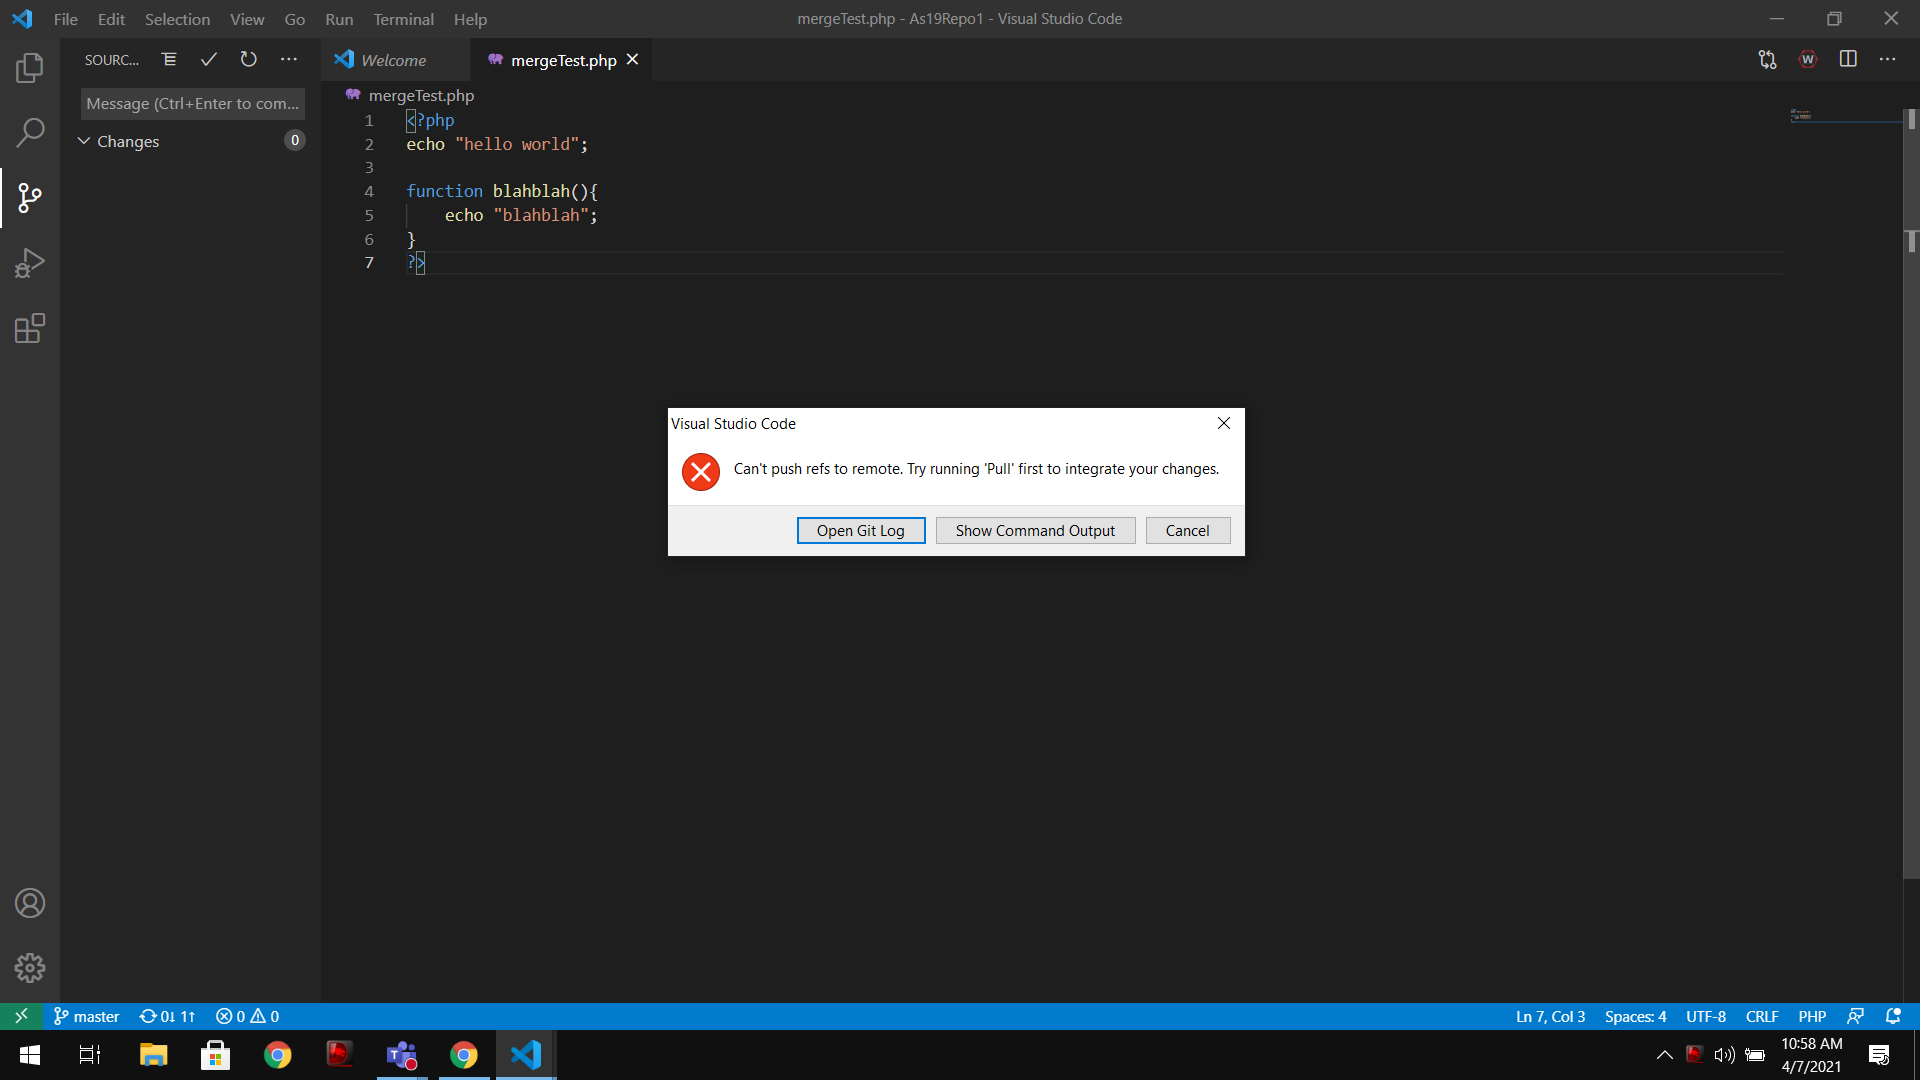 File Edit Selection View Go Run Terminal Help
mergeTest.php - As19Repo1 - Visual Studio Code
SOURC...
Welcome
mergeTest.php
W
Message (Ctrl+Enter to com...
mergeTest.php
Changes
0
1 <?php
2 echo "hello world";
3
4 function blahblah(){
5 echo "blahblah";
6 }
7 ?>
Visual Studio Code
Can't push refs to remote. Try running 'Pull' first to integrate your changes.
Open Git Log
Show Command Output
Cancel
master
0↓ 1↑
0
0
Ln 7, Col 3
Spaces: 4
UTF-8
CRLF
PHP
T
10:58 AM
4/7/2021